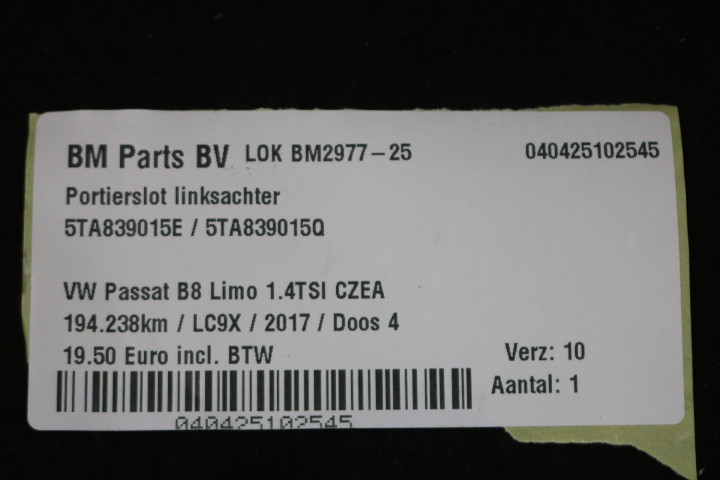 BM Parts BV LOK BM2977-25 040425102545
Portierslot linksachter
5TA839015E / 5TA839015Q
VW Passat B8 Limo 1.4TSI CZEA
194.238km / LC9X / 2017 / Doos 4
19.50 Euro incl. BTW Verz: 10
Aantal: 1
040425102545